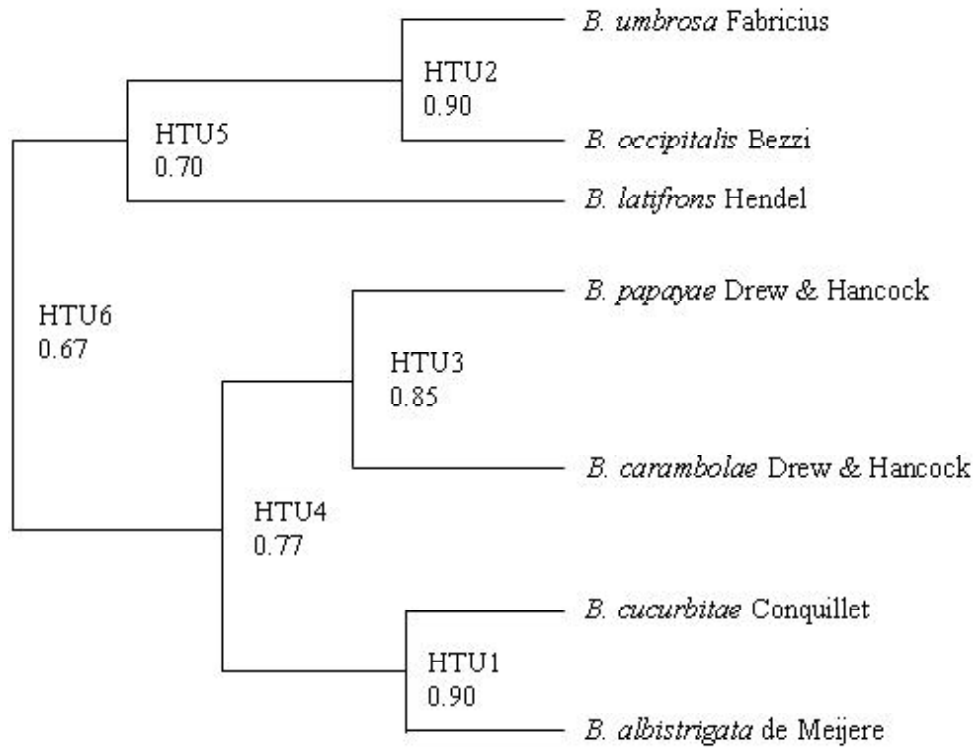 B. umbrosa Fabricius
HTU2
0.90
HTU5
0.70
B. occipitalis Bezzi
B. latifrons Hendel
B. papayae Drew & Hancock
HTU6
0.67
HTU3
0.85
B. carambolae Drew & Hancock
HTU4
0.77
B. cucurbitae Conquillet
HTU1
0.90
B. albistrigata de Meijere